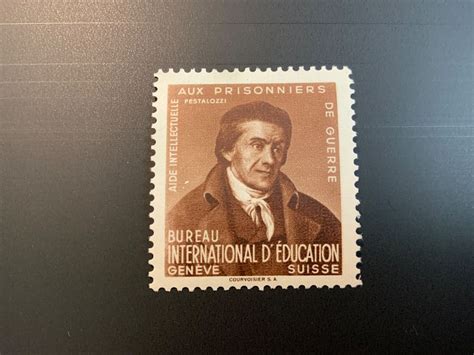 AUX PRISONNIERS
PESTALOZZI
AIDE INTELLECTUELLE
DE GUERRE
BUREAU
INTERNATIONAL D'ÉDUCATION
GENÈVE SUISSE
COURVOISIER S.A.